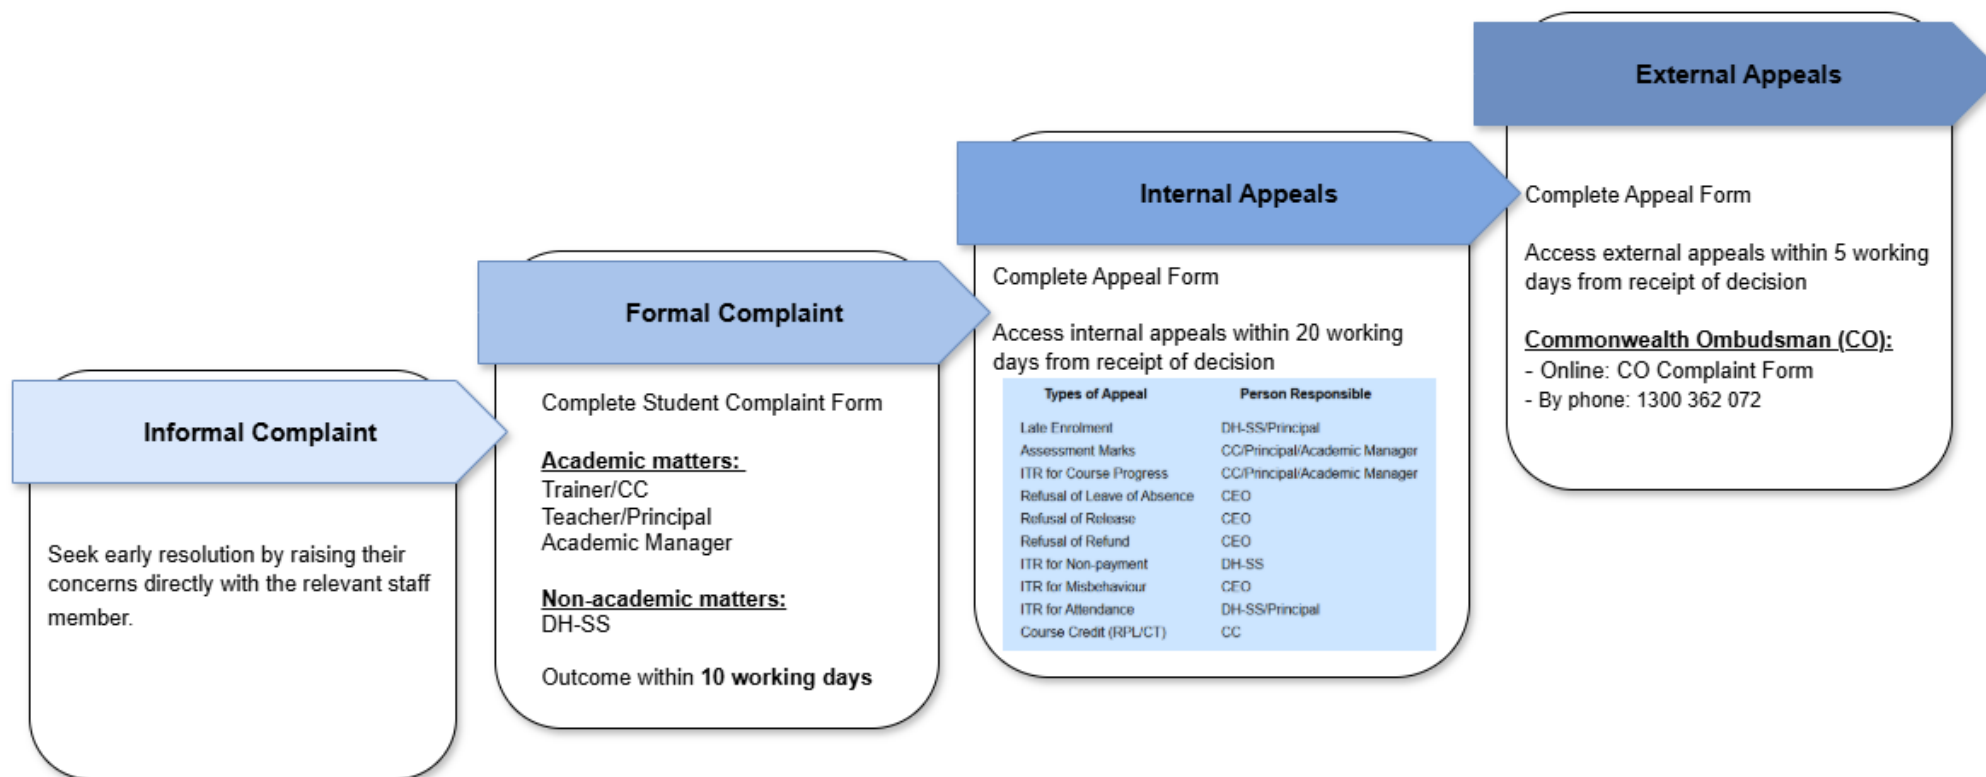 Informal Complaint
Seek early resolution by raising their
concerns directly with the relevant staff
member.
Formal Complaint
Complete Student Complaint Form
Academic matters:
Trainer/CC
Teacher/Principal
Academic Manager
Non-academic matters:
DH-SS
Outcome within 10 working days
Internal Appeals
Complete Appeal Form
Access internal appeals within 20 working
days from receipt of decision
Types of Appeal Person Responsible
Late Enrolment DH-SS/Principal
Assessment Marks CC/Principal/Academic Manager
ITR for Course Progress CC/Principal/Academic Manager
Refusal of Leave of Absence CEO
Refusal of Release CEO
Refusal of Refund CEO
ITR for Non-payment DH-SS
ITR for Misbehaviour CEO
ITR for Attendance DH-SS/Principal
Course Credit (RPL/CT) CC
External Appeals
Complete Appeal Form
Access external appeals within 5 working
days from receipt of decision
Commonwealth Ombudsman (CO):
- Online: CO Complaint Form
- By phone: 1300 362 072